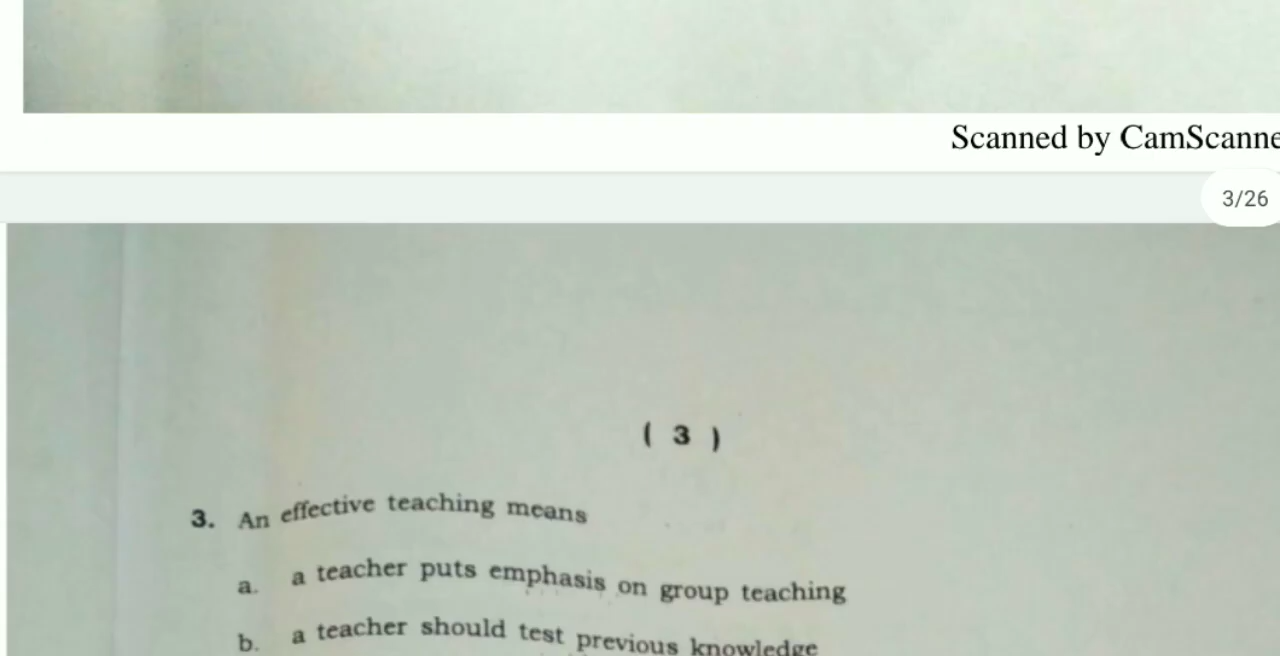 Scanned by CamScanne
3/26
( 3 )
3. An effective teaching means
a. a teacher puts emphasis on group teaching
b. a teacher should test previous knowledge